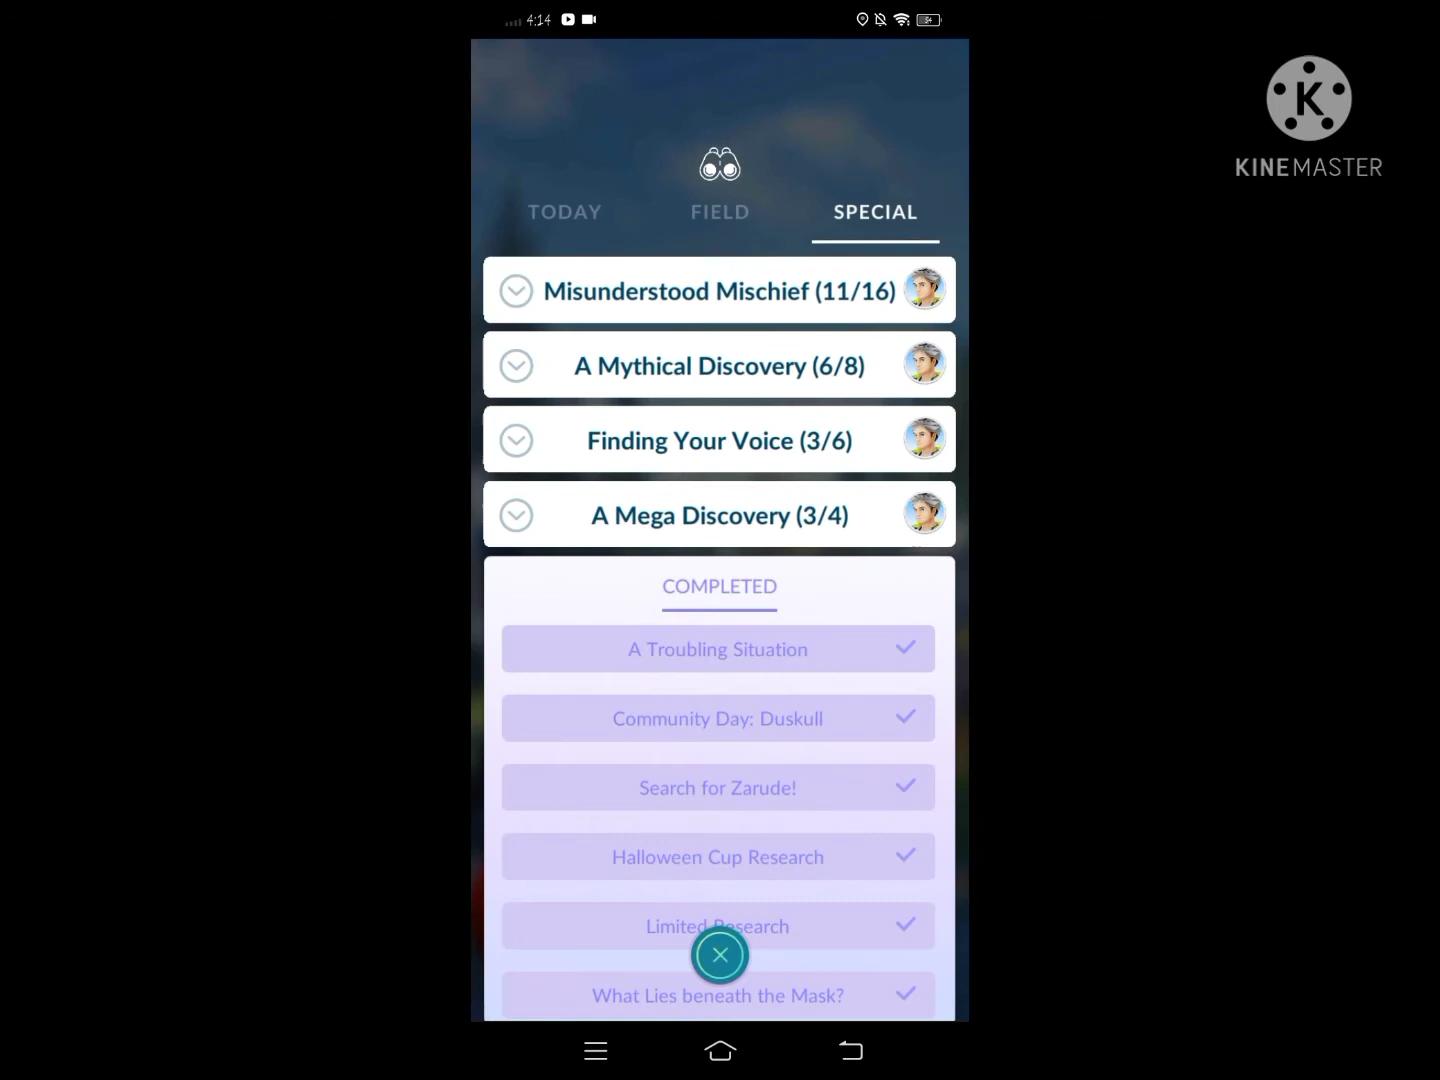 4:14
54
KINEMASTER
K
TODAY FIELD SPECIAL
Misunderstood Mischief (11/16)
A Mythical Discovery (6/8)
Finding Your Voice (3/6)
A Mega Discovery (3/4)
COMPLETED
A Troubling Situation
Community Day: Duskull
Search for Zarude!
Halloween Cup Research
Limited Research
What Lies beneath the Mask?